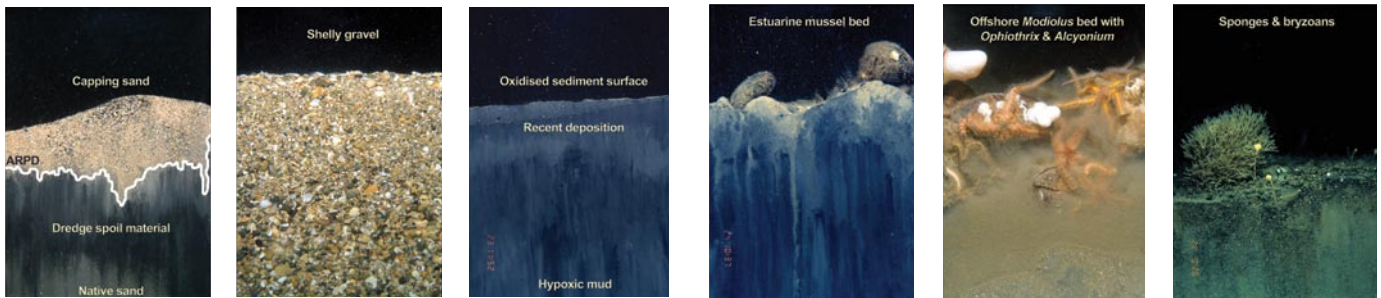 Capping sand
ARPD
Dredge spoil material
Native sand
Shelly gravel
Oxidised sediment surface
Recent deposition
Hypoxic mud
Estuarine mussel bed
Offshore Modiolus bed with
Ophiothrix & Alcyonium
Sponges & bryzoans